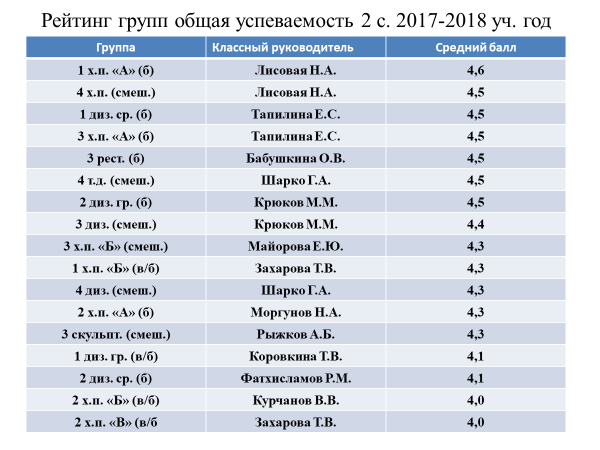 Рейтинг групп общая успеваемость 2 с. 2017-2018 уч. год
Группа Классный руководитель Средний балл
1 х.п. «А» (б) Лисовая Н.А. 4,6
4 х.п. (смеш.) Лисовая Н.А. 4,5
1 диз. ср. (б) Тапилина Е.С. 4,5
3 х.п. «А» (б) Тапилина Е.С. 4,5
3 рест. (б) Бабушкина О.В. 4,5
4 т.д. (смеш.) Шарко Г.А. 4,5
2 диз. гр. (б) Крюков М.М. 4,5
3 диз. (смеш.) Крюков М.М. 4,4
3 х.п. «Б» (смеш.) Майорова Е.Ю. 4,3
1 х.п. «Б» (в/б) Захарова Т.В. 4,3
4 диз. (смеш.) Шарко Г.А. 4,3
2 х.п. «А» (б) Моргунов Н.А. 4,3
3 скульпт. (смеш.) Рыжков А.Б. 4,3
1 диз. гр. (в/б) Коровкина Т.В. 4,1
2 диз. ср. (б) Фатхисламов Р.М. 4,1
2 х.п. «Б» (в/б) Курчанов В.В. 4,0
2 х.п. «В» (в/б Захарова Т.В. 4,0